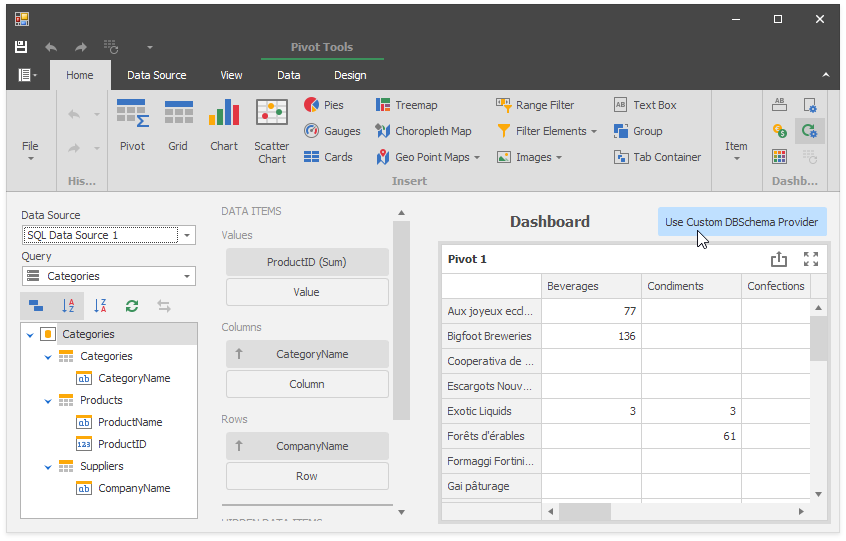 Pivot Tools
Home
Data Source
View
Data
Design
File
His...
Pivot
Grid
Chart
Scatter
Chart
Pies
Gauges
Cards
Treemap
Choropleth Map
Geo Point Maps
Range Filter
Filter Elements
Images
Text Box
Group
Tab Container
Insert
Item
Dashb...
Data Source
SQL Data Source 1
Query
Categories
Categories
Categories
CategoryName
Products
ProductName
ProductID
Suppliers
CompanyName
DATA ITEMS
Values
ProductID (Sum)
Value
Columns
CategoryName
Column
Rows
CompanyName
Row
HIDDEN DATA ITEMS
Dashboard
Use Custom DBSchema Provider
Pivot 1
Beverages Condiments Confections
Aux joyeux eccl... 77
Bigfoot Breweries 136
Cooperativa de ...
Escargots Nouv...
Exotic Liquids 3 3
Forêts d'érables 61
Formaggi Fortini...
Gai pâturage